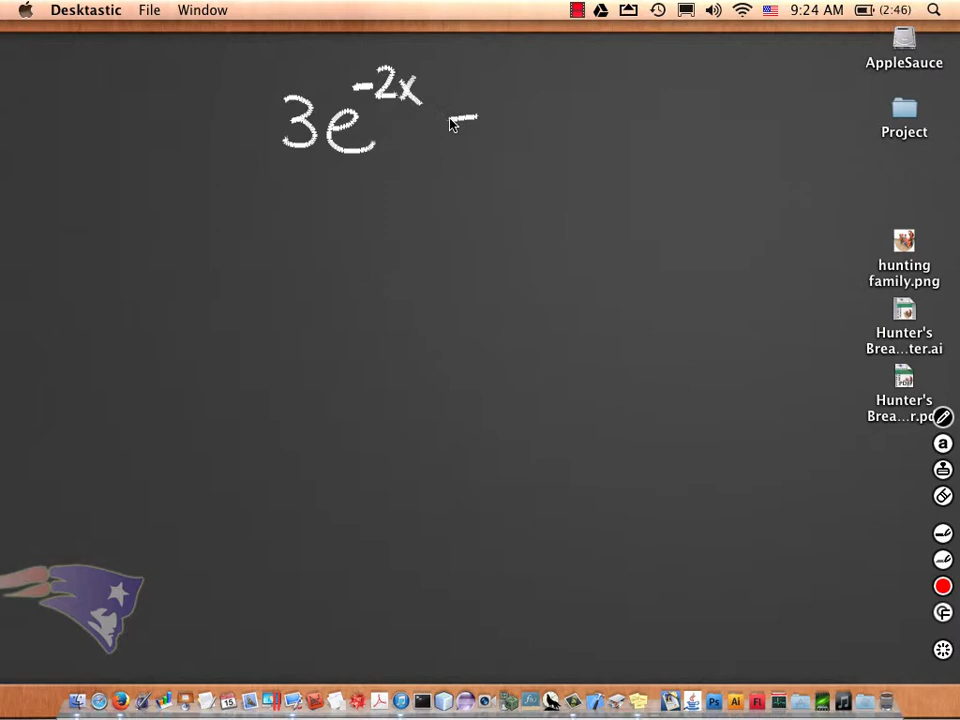 Desktastic File Window 9:24 AM (2:46)
AppleSauce
Project
3e^-2x -
hunting
family.png
Hunter's
Brea...ter.ai
Hunter's
Brea...r.pd
a